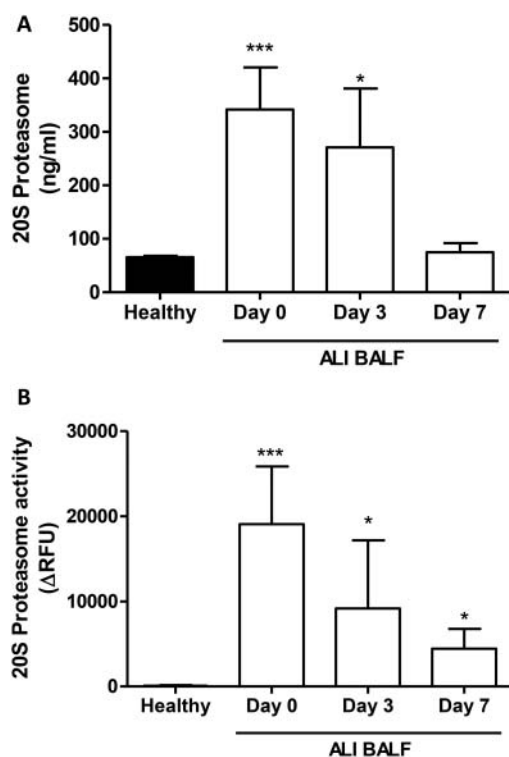 A
20S Proteasome
(ng/ml)
500
400
300
200
100
0
***
*
Healthy Day 0 Day 3 Day 7
ALI BALF
B
20S Proteasome activity
(ΔRFU)
30000
20000
10000
0
***
*
*
Healthy Day 0 Day 3 Day 7
ALI BALF